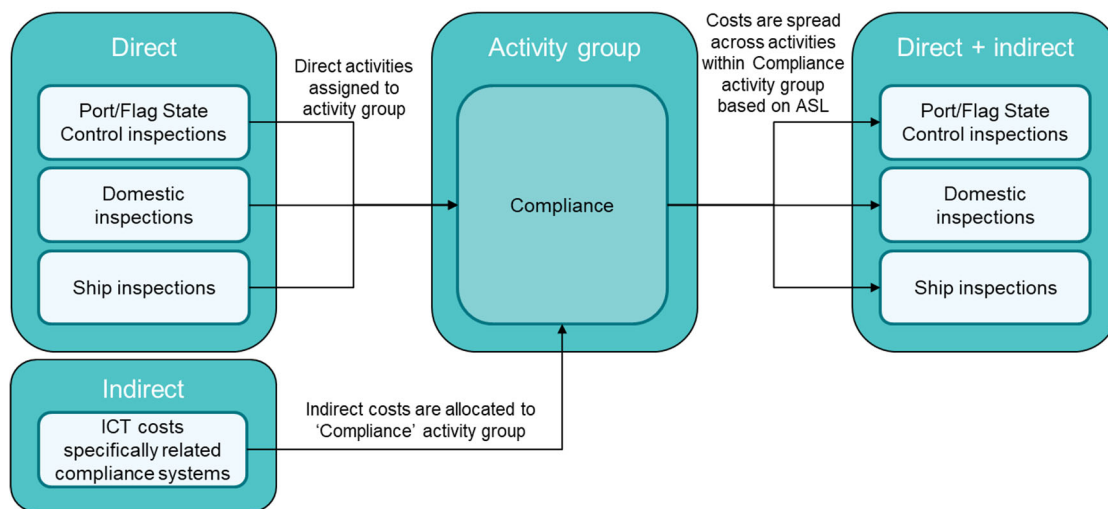 Direct
Port/Flag State
Control inspections
Domestic
inspections
Ship inspections
Indirect
ICT costs
specifically related
compliance systems
Direct activities
assigned to
activity group
Indirect costs are allocated to
‘Compliance’ activity group
Activity group
Compliance
Costs are spread
across activities
within Compliance
activity group
based on ASL
Direct + indirect
Port/Flag State
Control inspections
Domestic
inspections
Ship inspections